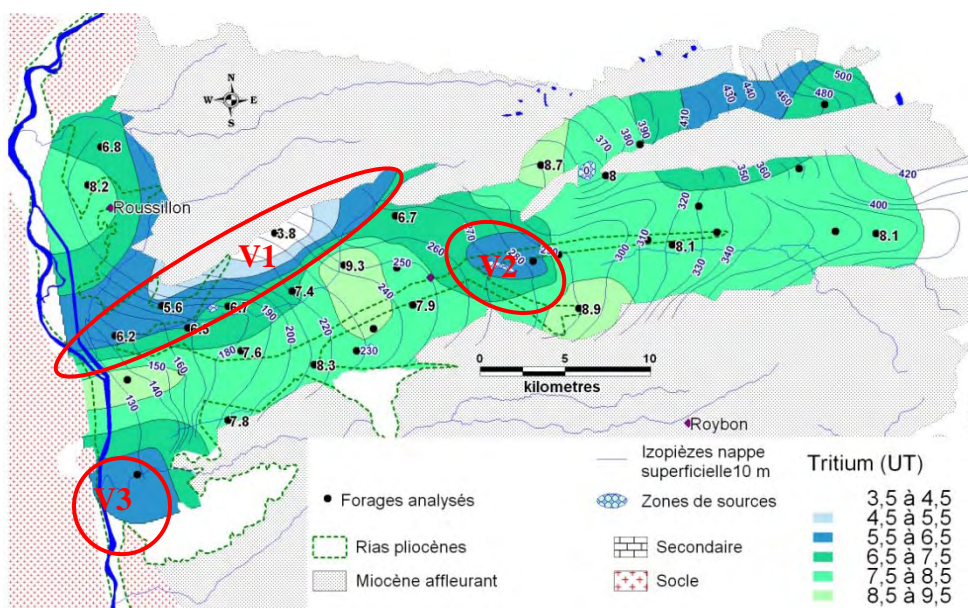 N
W E
S
500
480
460
440
430
410
390
380
370
8.7
8
360
350
420
400
320
310
340
330
300
8.1
8.1
6.8
8.2
Roussillon
3.8
V1
6.7
260
V2
250
9.3
240
7.9
8.9
5.6
6.7
7.4
190
6.2
200
220
180
7.6
230
8.3
150
160
140
130
7.8
V3
0 5 10
kilometres
Roybon
Forages analysés
Rias pliocènes
Miocène affleurant
Izopièzes nappe
superficielle10 m
Zones de sources
Secondaire
Socle
Tritium (UT)
3,5 à 4,5
4,5 à 5,5
5,5 à 6,5
6,5 à 7,5
7,5 à 8,5
8,5 à 9,5